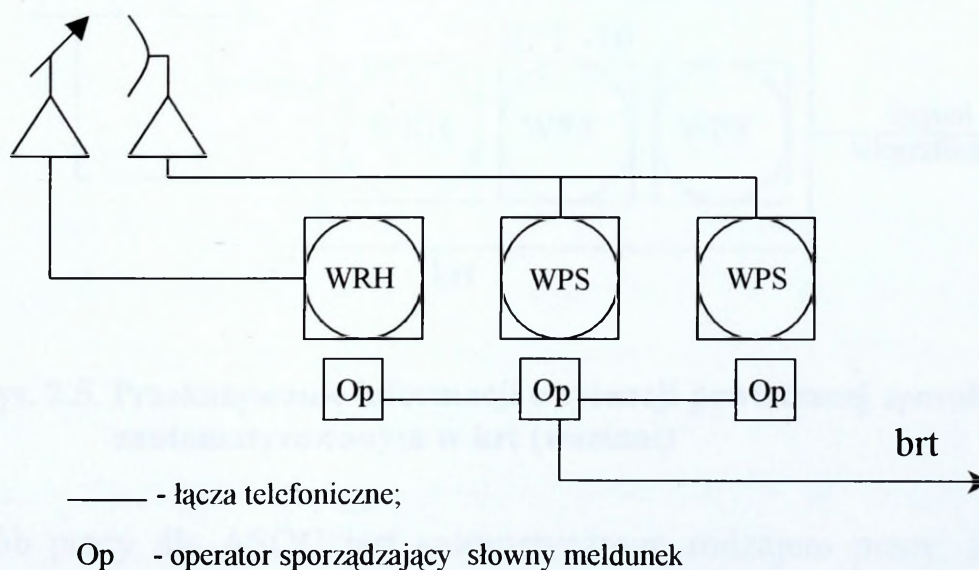 WRH WPS WPS
Op Op Op
brt
- łącza telefoniczne;
Op - operator sporządzający słowny meldunek